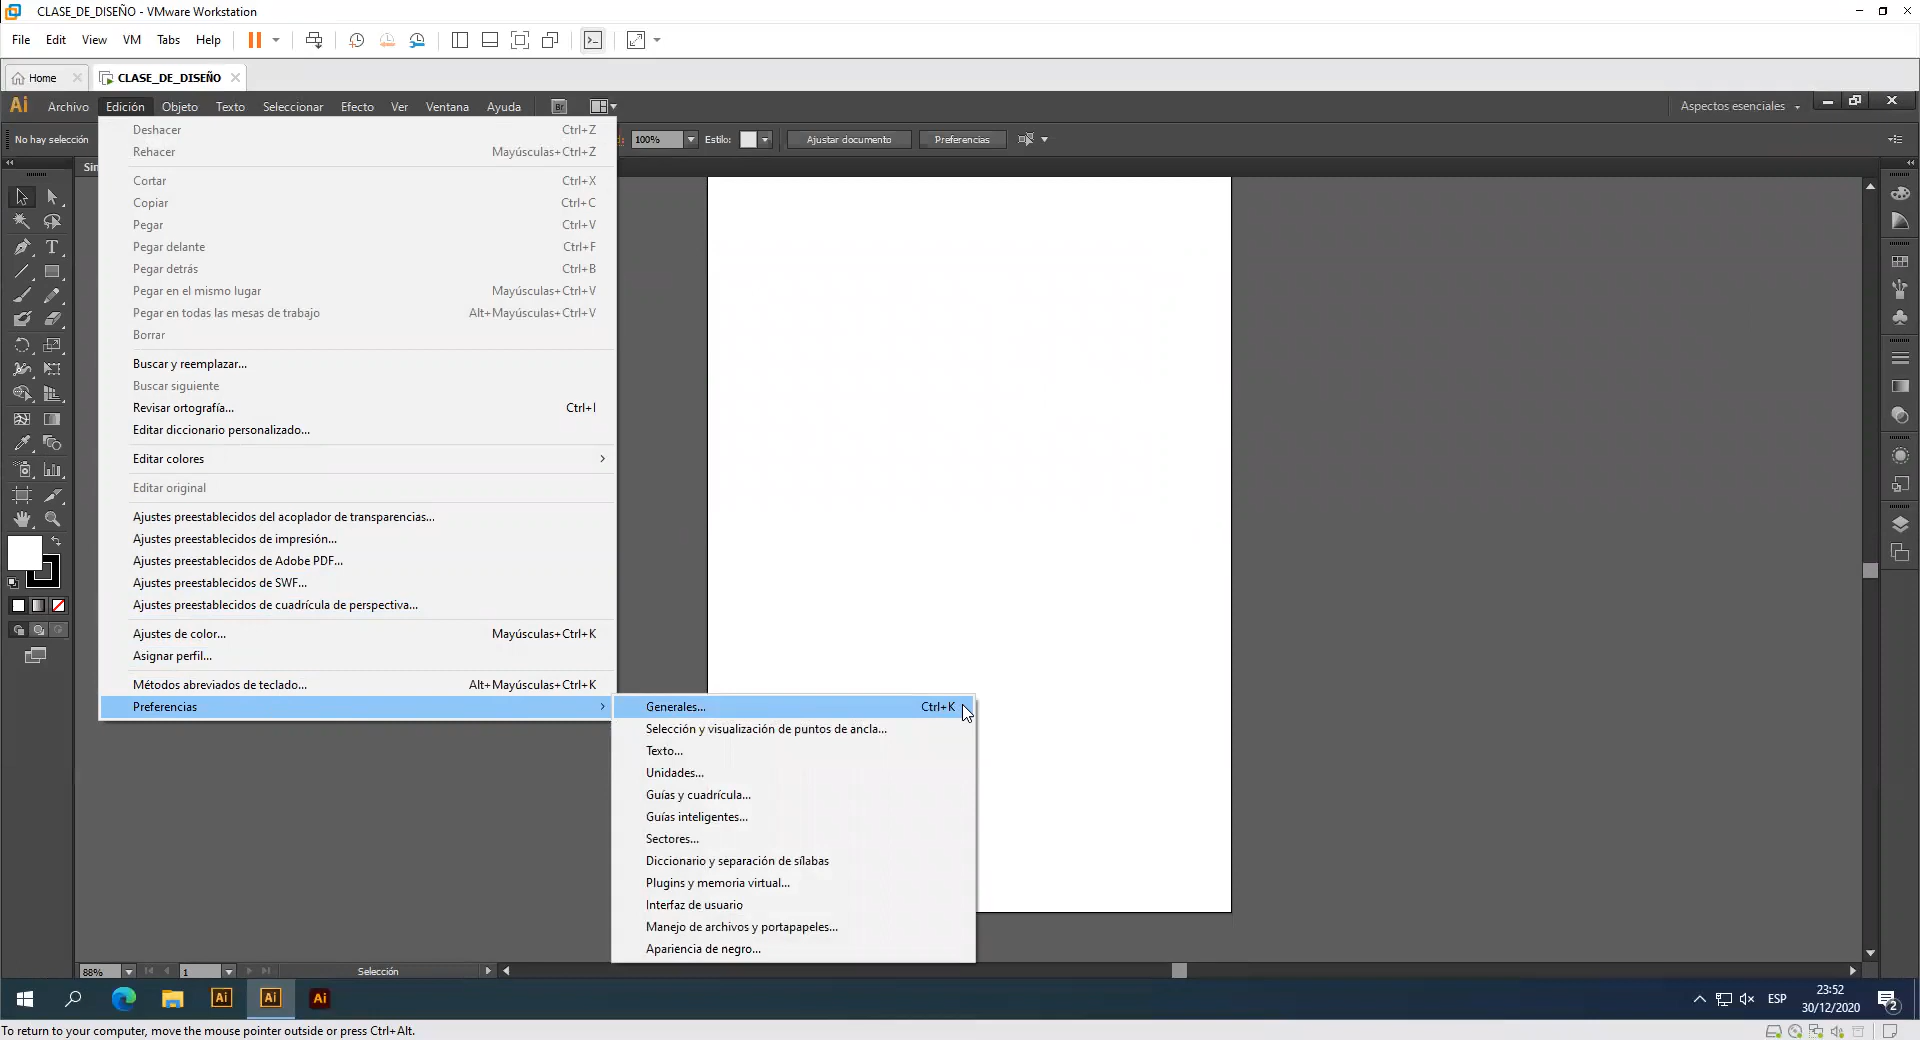 CLASE_DE_DISEÑO - VMware Workstation
File Edit View VM Tabs Help
Home CLASE_DE_DISEÑO
Ai Archivo Edición Objeto Texto Seleccionar Efecto Ver Ventana Ayuda Br Aspectos esenciales
No hay selección 100% Estilo: Ajustar documento Preferencias
Sin
Deshacer Ctrl+Z
Rehacer Mayúsculas+Ctrl+Z
Cortar Ctrl+X
Copiar Ctrl+C
Pegar Ctrl+V
Pegar delante Ctrl+F
Pegar detrás Ctrl+B
Pegar en el mismo lugar Mayúsculas+Ctrl+V
Pegar en todas las mesas de trabajo Alt+Mayúsculas+Ctrl+V
Borrar
Buscar y reemplazar...
Buscar siguiente
Revisar ortografía... Ctrl+I
Editar diccionario personalizado...
Editar colores
Editar original
Ajustes preestablecidos del acoplador de transparencias...
Ajustes preestablecidos de impresión...
Ajustes preestablecidos de Adobe PDF...
Ajustes preestablecidos de SWF...
Ajustes preestablecidos de cuadrícula de perspectiva...
Ajustes de color... Mayúsculas+Ctrl+K
Asignar perfil...
Métodos abreviados de teclado... Alt+Mayúsculas+Ctrl+K
Preferencias
Generales... Ctrl+K
Selección y visualización de puntos de ancla...
Texto...
Unidades...
Guías y cuadrícula...
Guías inteligentes...
Sectores...
Diccionario y separación de sílabas
Plugins y memoria virtual...
Interfaz de usuario
Manejo de archivos y portapapeles...
Apariencia de negro...
88% 1 Selección
Ai Ai Ai ESP 23:52
30/12/2020 2
To return to your computer, move the mouse pointer outside or press Ctrl+Alt.